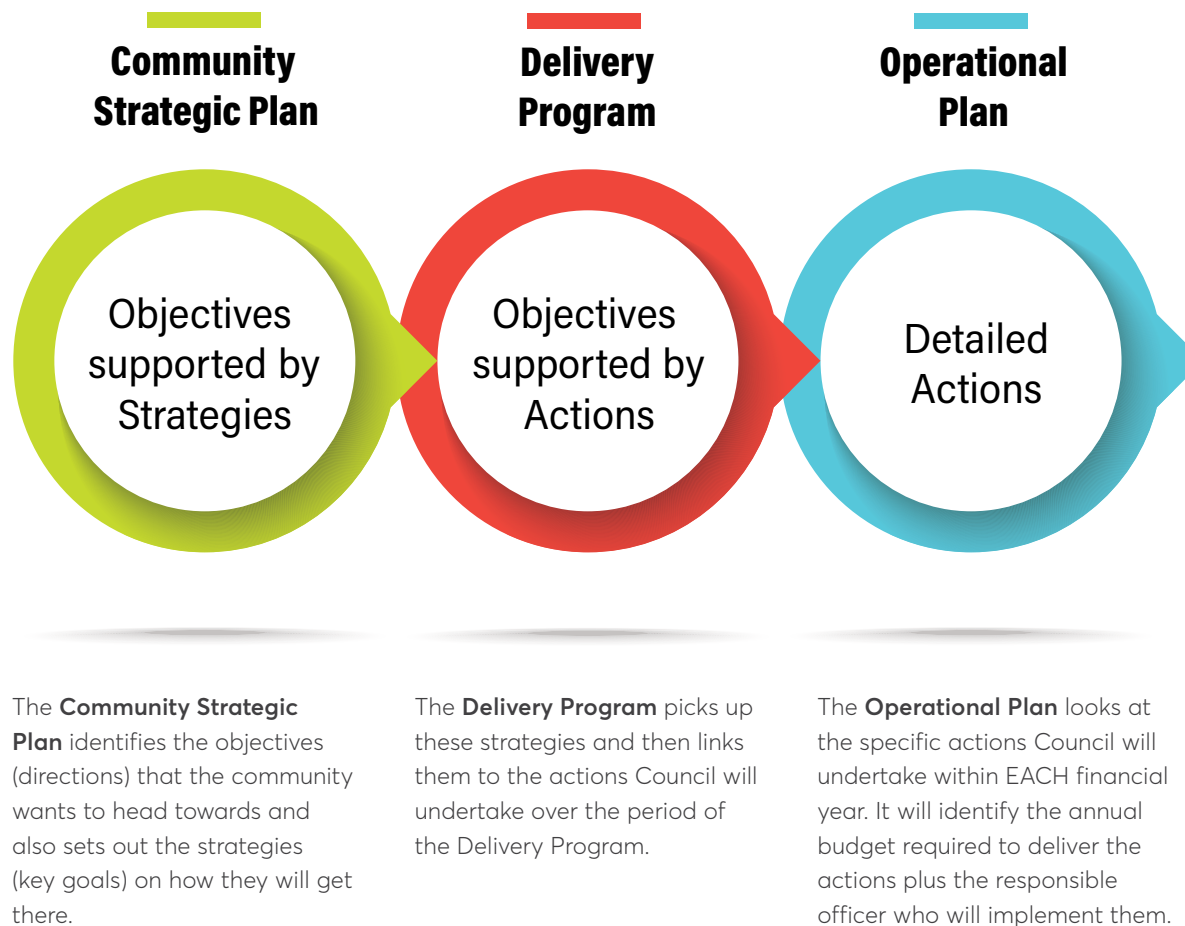 Community
Strategic Plan
Delivery
Program
Operational
Plan
Objectives
supported by
Strategies
Objectives
supported by
Actions
Detailed
Actions
The Community Strategic
Plan identifies the objectives
(directions) that the community
wants to head towards and
also sets out the strategies
(key goals) on how they will get
there.
The Delivery Program picks up
these strategies and then links
them to the actions Council will
undertake over the period of
the Delivery Program.
The Operational Plan looks at
the specific actions Council will
undertake within EACH financial
year. It will identify the annual
budget required to deliver the
actions plus the responsible
officer who will implement them.